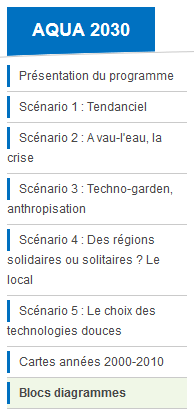 AQUA 2030
Présentation du programme
Scénario 1 : Tendanciel
Scénario 2 : A vau-l'eau, la
crise
Scénario 3 : Techno-garden,
anthropisation
Scénario 4 : Des régions
solidaires ou solitaires ? Le
local
Scénario 5 : Le choix des
technologies douces
Cartes années 2000-2010
Blocs diagrammes